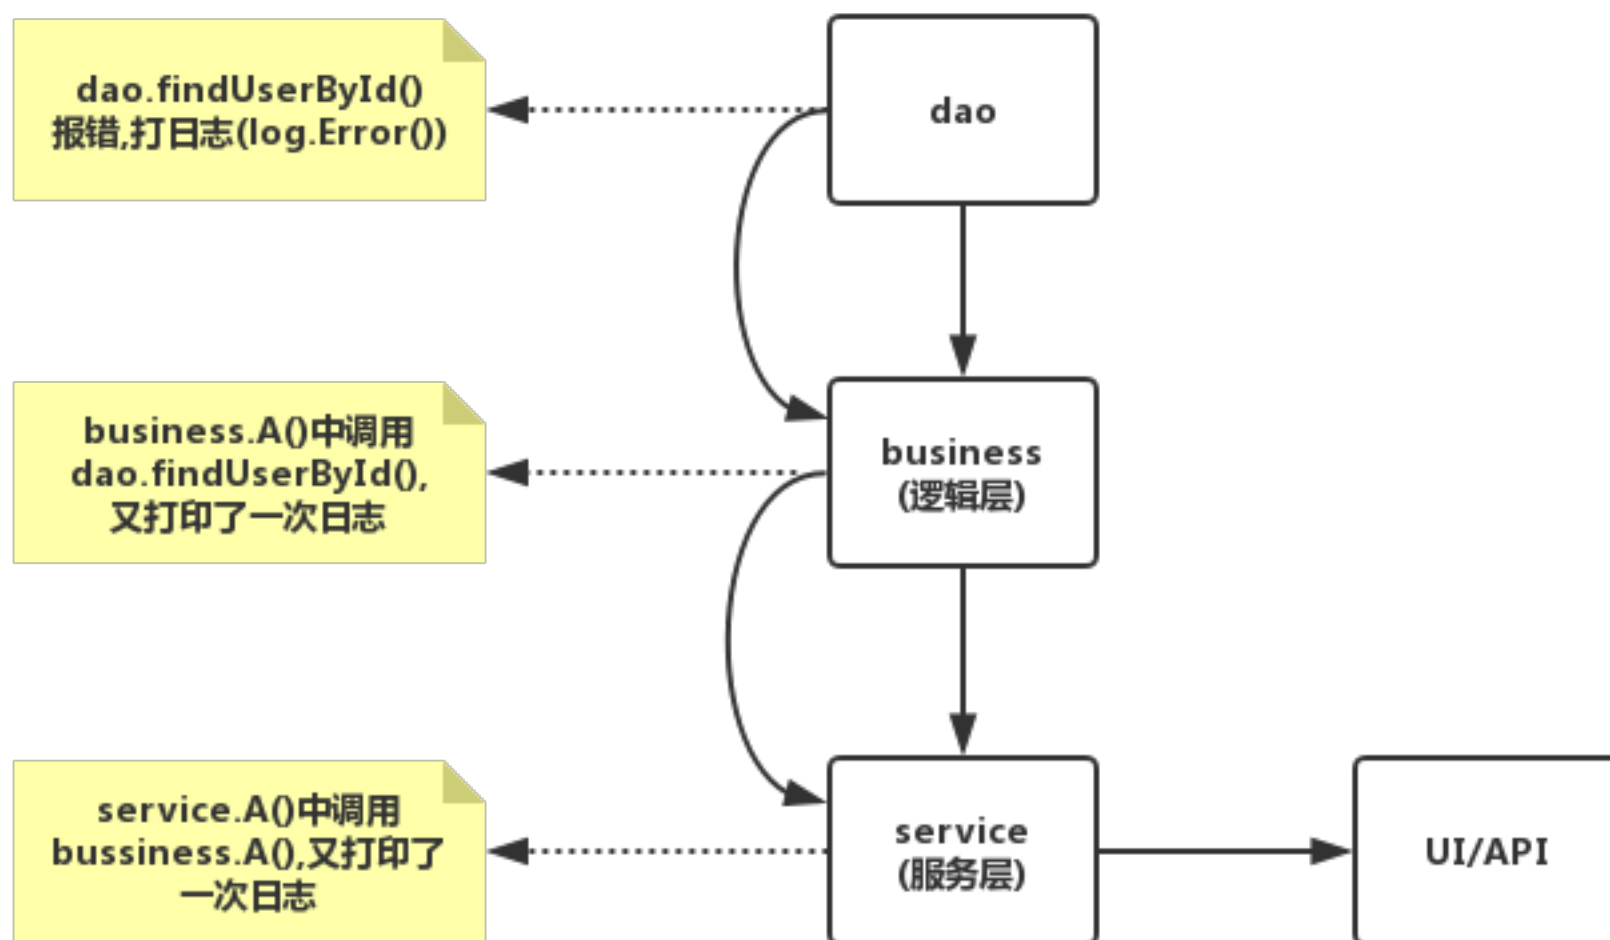 dao.findUserById()
报错,打日志(log.Error())
dao
business.A()中调用
dao.findUserById(),
又打印了一次日志
business
(逻辑层)
service.A()中调用
bussiness.A(),又打印了
一次日志
service
(服务层)
UI/API